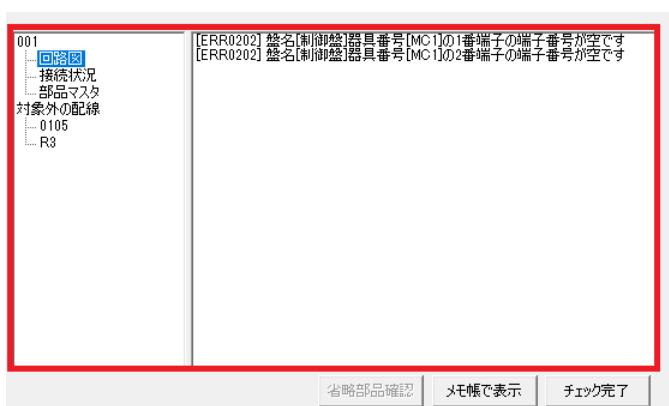 001
回路図
接続状況
部品マスタ
対象外の配線
0105
R3
[ERR0202] 盤名[制御盤]器具番号[MC1]の1番端子の端子番号が空です
[ERR0202] 盤名[制御盤]器具番号[MC1]の2番端子の端子番号が空です
省略部品確認
メモ帳で表示
チェック完了